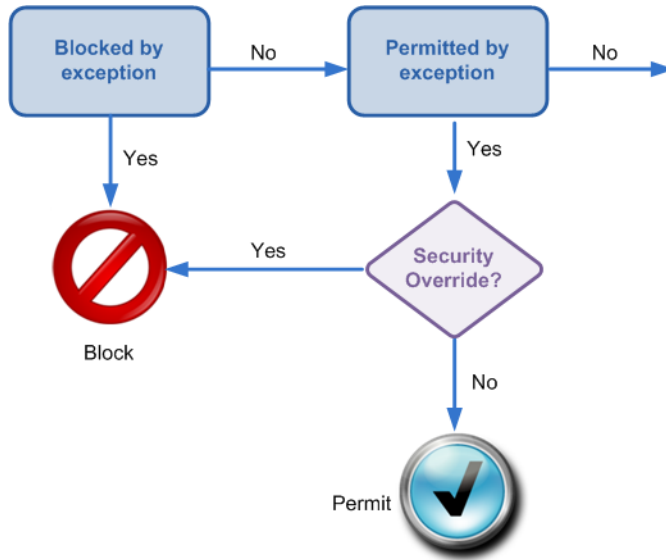 Blocked by
exception
No
Permitted by
exception
No
Yes
Yes
Yes
Security
Override?
Block
No
Permit